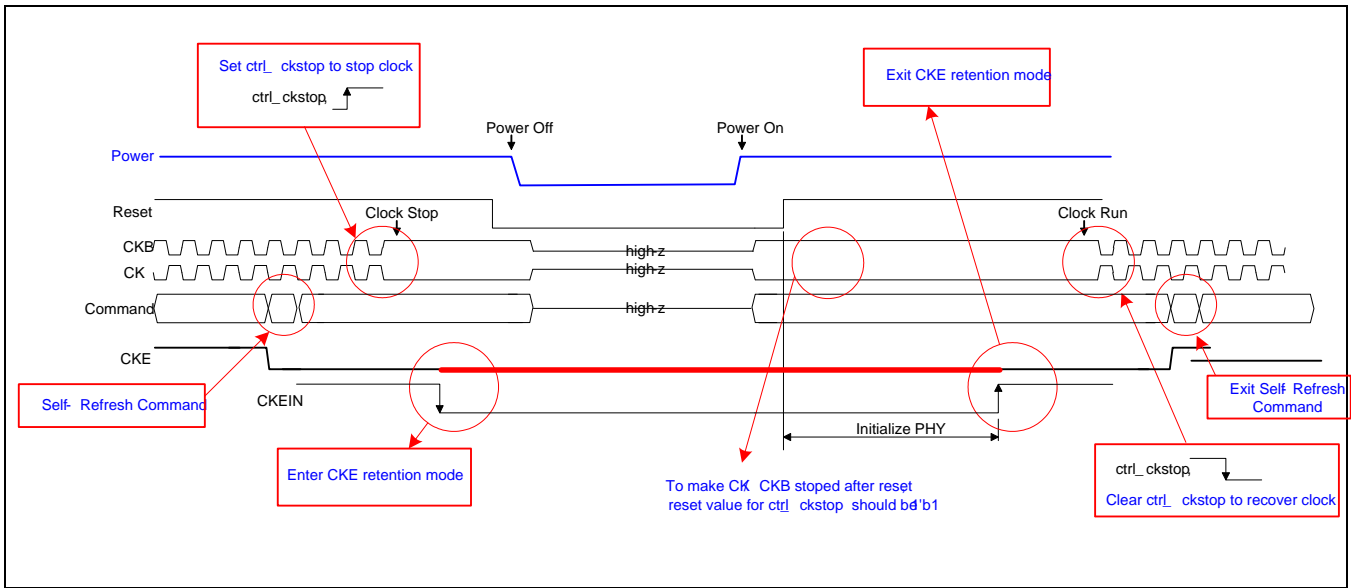 Set ctrl_ ckstop to stop clock
ctrl_ckstop,
Exit CKE retention mode
Power Off
Power On
Power
Reset
Clock Stop
Clock Run
CKB
high-z
CK
high-z
Command
high-z
CKE
Self- Refresh Command
CKEIN
Exit Self- Refresh
Command
Initialize PHY
Enter CKE retention mode
To make CK CKB stoped after reset,
reset value for ctrl_ ckstop should be 1'b1
ctrl_ckstop,
Clear ctrl_ ckstop to recover clock